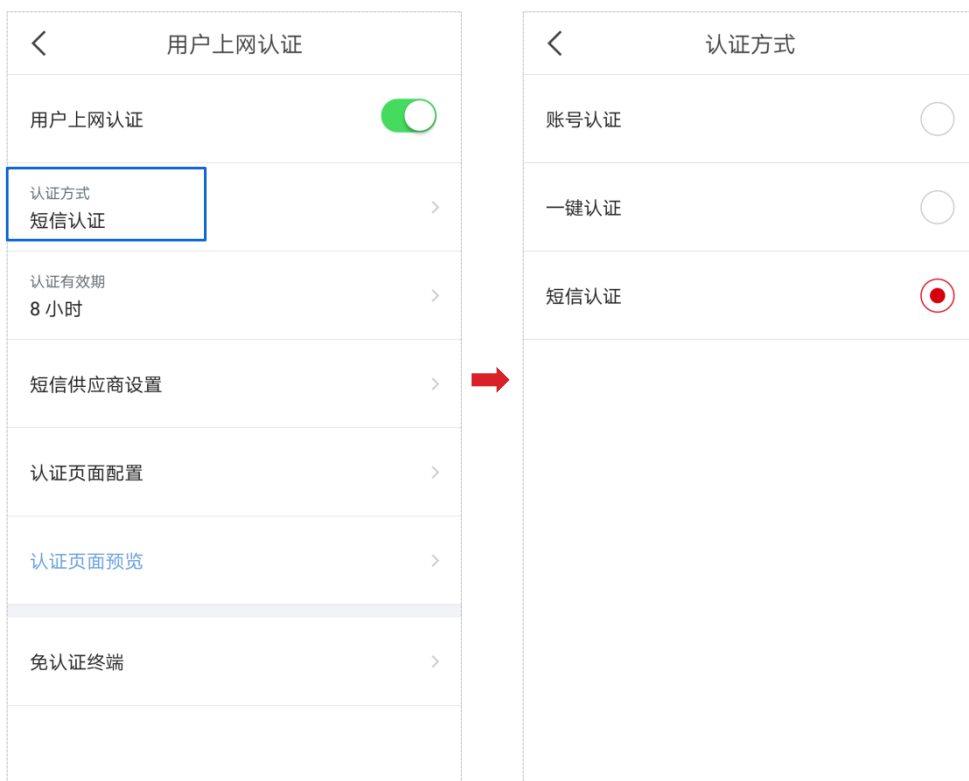 用户上网认证
用户上网认证
认证方式
短信认证
认证有效期
8 小时
短信供应商设置
认证页面配置
认证页面预览
免认证终端
认证方式
账号认证
一键认证
短信认证